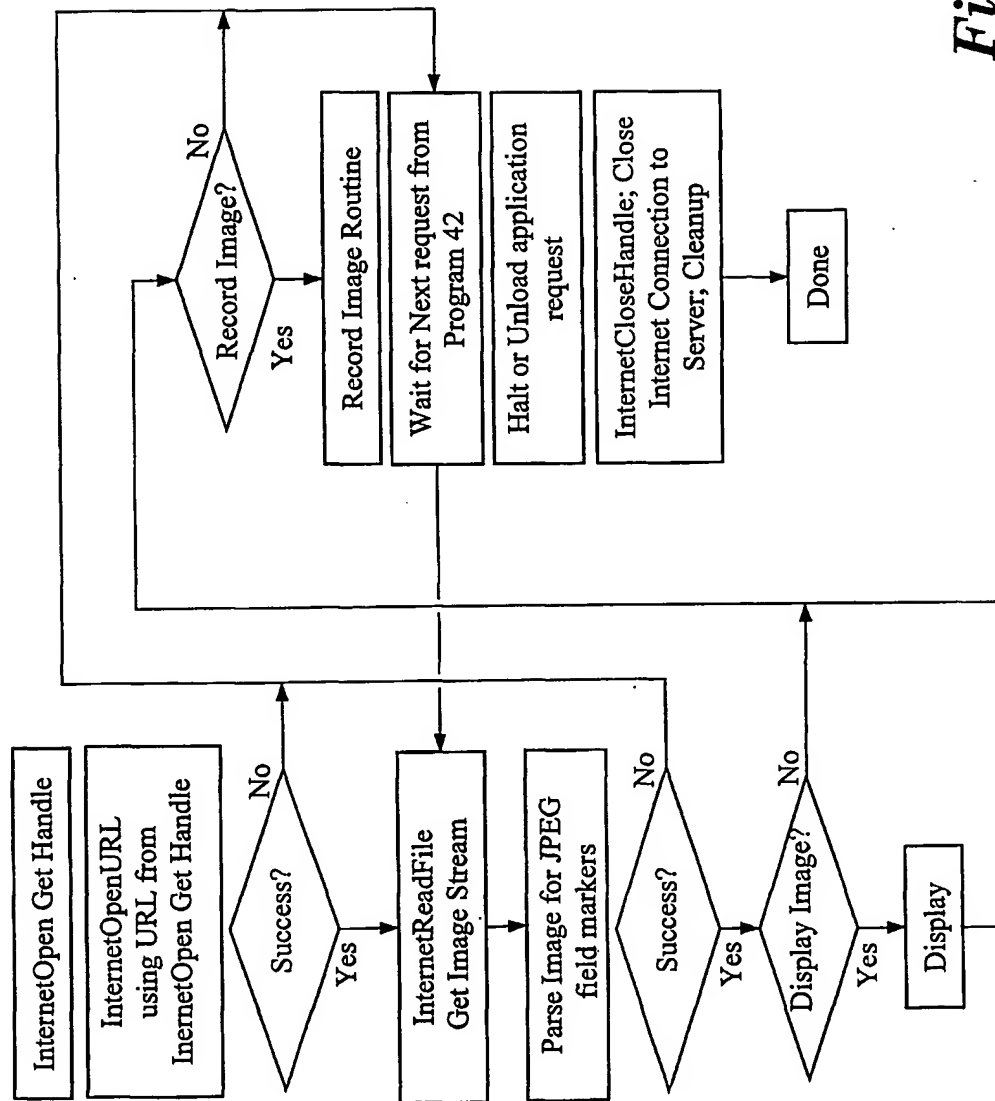 InternetOpen Get Handle
InternetOpenURL
using URL from
InernetOpen Get Handle
Success?
No
Yes
InternetReadFile
Get Image Stream
Parse Image for JPEG
field markers
Success?
No
Yes
Display Image?
No
Yes
Display
Record Image?
No
Yes
Record Image Routine
Wait for Next request from
Program 42
Halt or Unload application
request
InternetCloseHandle; Close
Internet Connection to
Server; Cleanup
Done
Fi